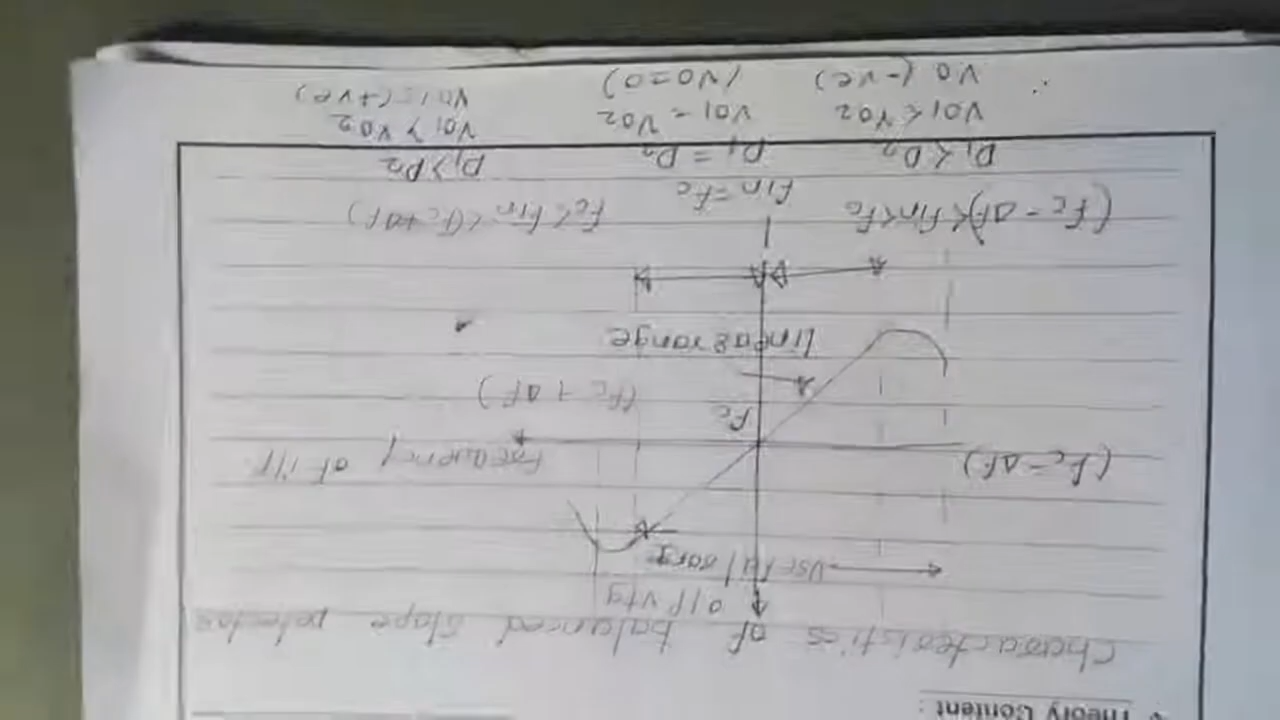 Theory Content :
characteristics of balanced slope detector
o/p vtg
useful rang
(Fc - ΔF)
Frequency of i/p
Fc
(Fc + ΔF)
linear range
(Fc - ΔF) < Fin < Fc
Fin = Fc
Fc < Fin < (Fc + ΔF)
D1 < D2
D1 = D2
D1 > D2
Vo1 < Vo2
Vo1 = Vo2
Vo1 > Vo2
Vo (-ve)
(Vo = 0)
Vo is (+ve)